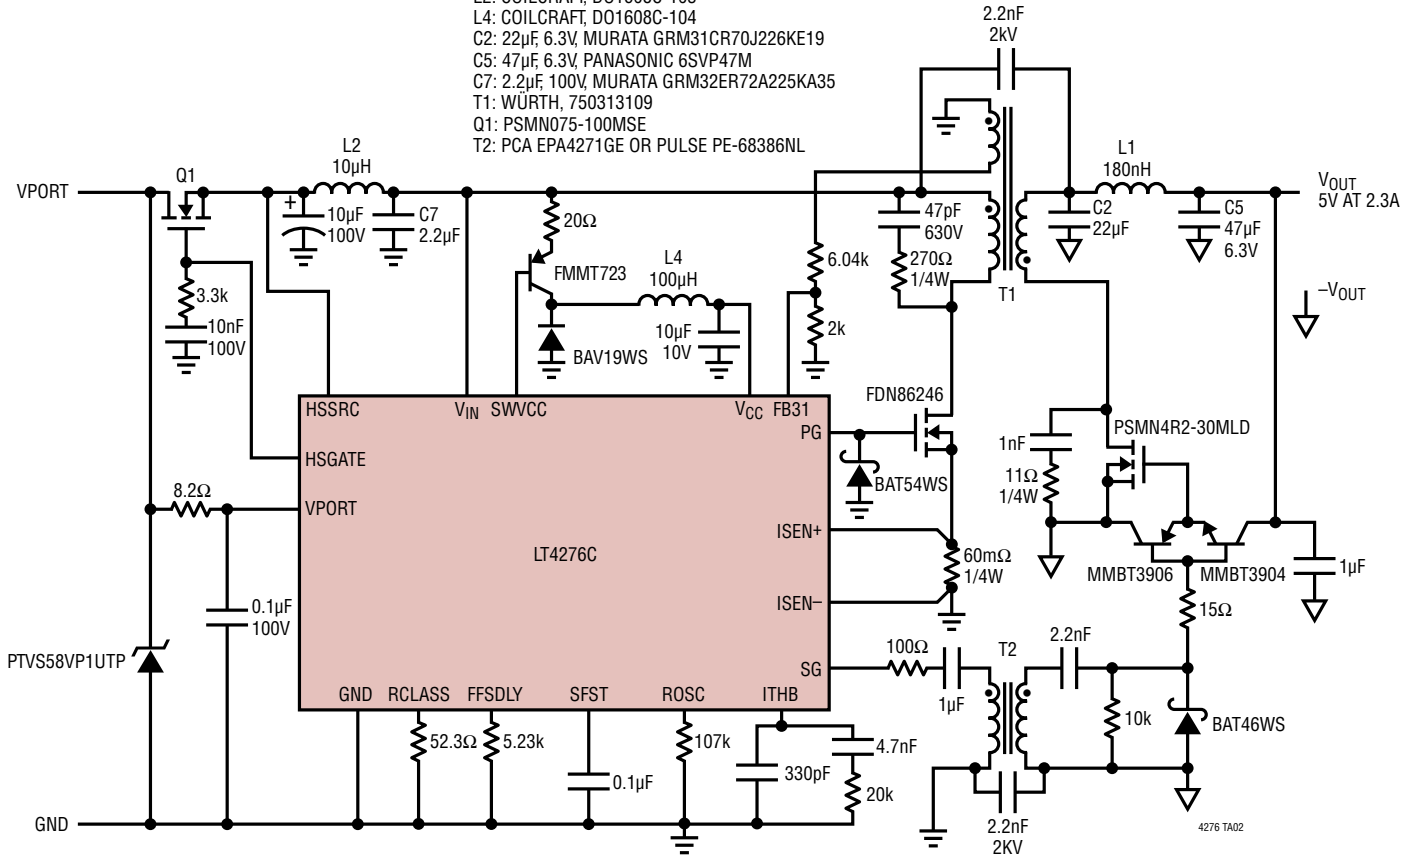 L4: COILCRAFT, DO1608C-104
C2: 22µF, 6.3V, MURATA GRM31CR70J226KE19
C5: 47µF, 6.3V, PANASONIC 6SVP47M
C7: 2.2µF, 100V, MURATA GRM32ER72A225KA35
T1: WÜRTH, 750313109
Q1: PSMN075-100MSE
T2: PCA EPA4271GE OR PULSE PE-68386NL
2.2nF
2kV
VPORT
Q1
L2
10µH
+
10µF
100V
C7
2.2µF
20Ω
FMMT723
L4
100µH
10µF
10V
BAV19WS
6.04k
2k
47pF
630V
270Ω
1/4W
T1
L1
180nH
C2
22µF
C5
47µF
6.3V
VOUT
5V AT 2.3A
–VOUT
3.3k
10nF
100V
HSSRC
VIN
SWVCC
VCC
FB31
PG
HSGATE
VPORT
LT4276C
ISEN+
ISEN–
SG
GND
RCLASS
FFSDLY
SFST
ROSC
ITHB
FDN86246
BAT54WS
60mΩ
1/4W
1nF
11Ω
1/4W
PSMN4R2-30MLD
MMBT3906
MMBT3904
1µF
15Ω
8.2Ω
0.1µF
100V
PTVS58VP1UTP
100Ω
1µF
T2
2.2nF
10k
BAT46WS
52.3Ω
5.23k
0.1µF
107k
330pF
4.7nF
20k
2.2nF
2KV
GND
4276 TA02